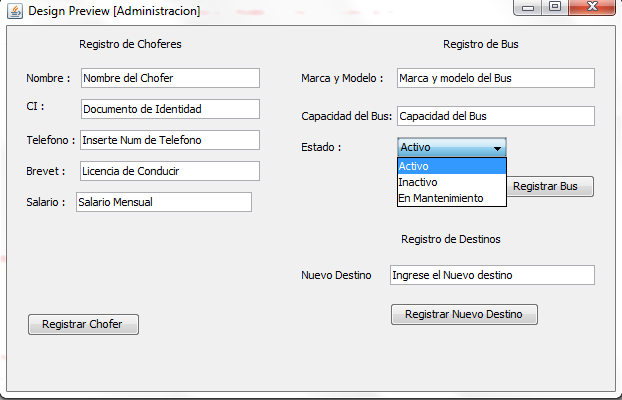 Design Preview [Administracion]
Registro de Choferes
Nombre : Nombre del Chofer
CI : Documento de Identidad
Telefono : Inserte Num de Telefono
Brevet : Licencia de Conducir
Salario : Salario Mensual
Registrar Chofer
Registro de Bus
Marca y Modelo : Marca y modelo del Bus
Capacidad del Bus: Capacidad del Bus
Estado : Activo
Activo
Inactivo
En Mantenimiento
Registrar Bus
Registro de Destinos
Nuevo Destino Ingrese el Nuevo destino
Registrar Nuevo Destino